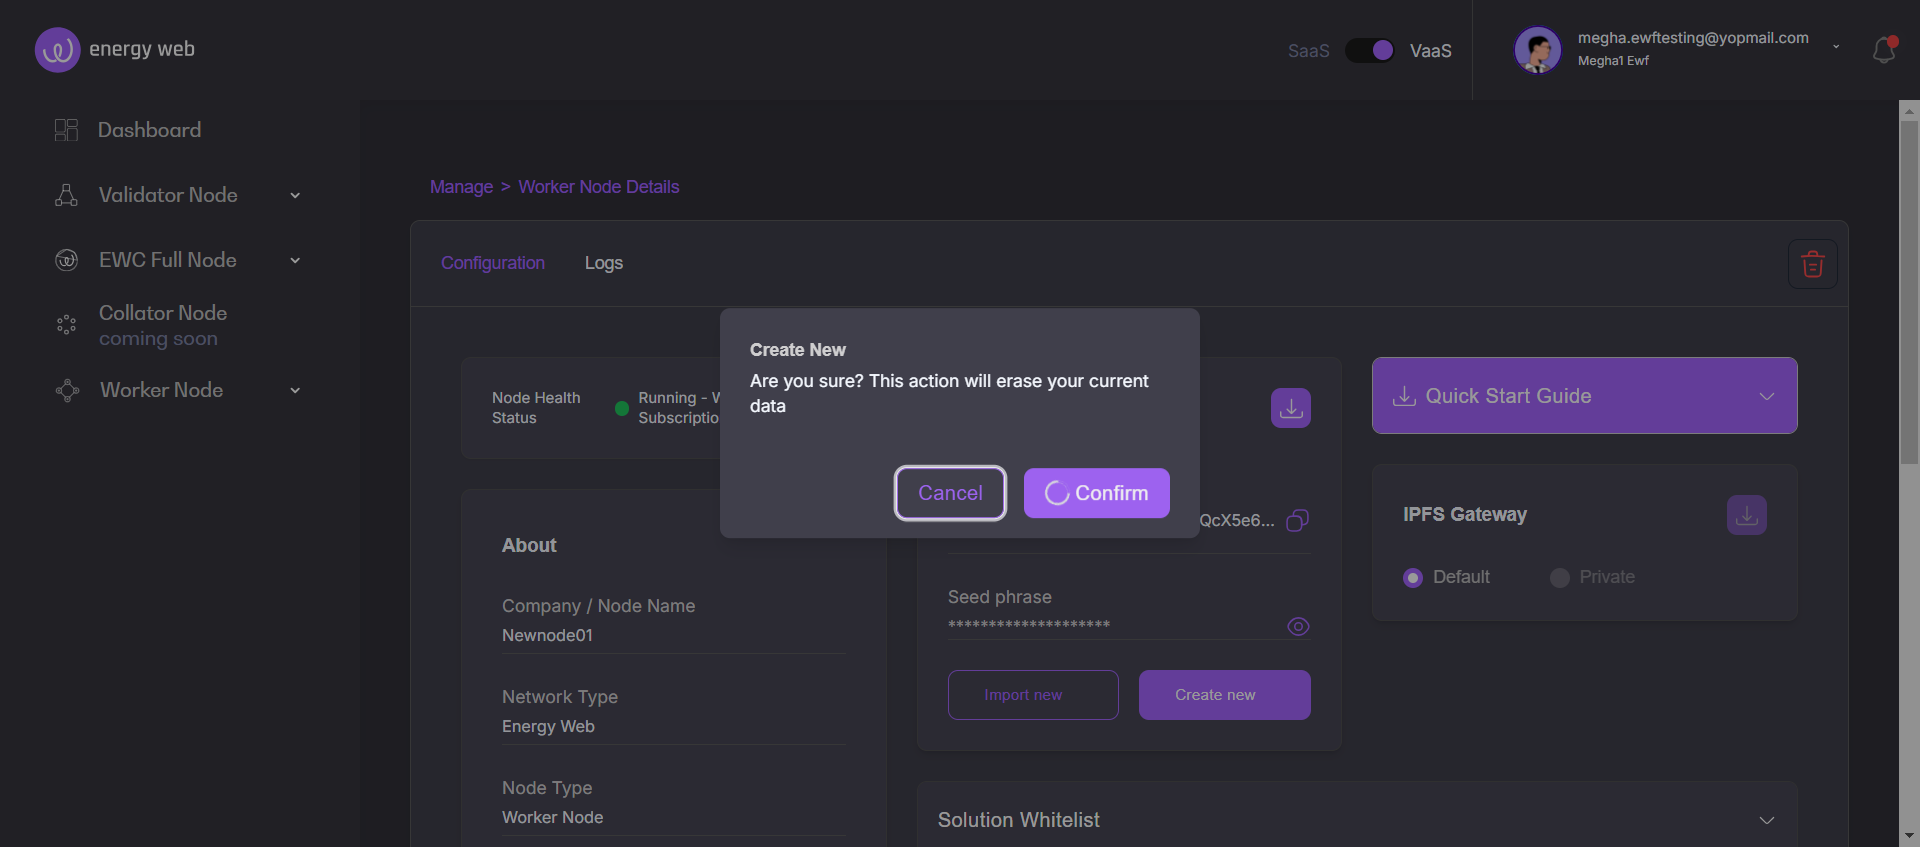 energy web
SaaS
VaaS
megha.ewftesting@yopmail.com
Megha1 Ewf
Dashboard
Validator Node
EWC Full Node
Collator Node
coming soon
Worker Node
Manage > Worker Node Details
Configuration
Logs
Node Health
Status
Running -
Subscriptio
Create New
Are you sure? This action will erase your current
data
Cancel
Confirm
Quick Start Guide
QcX5e6...
IPFS Gateway
Default
Private
About
Company / Node Name
Newnode01
Network Type
Energy Web
Node Type
Worker Node
Seed phrase
********************
Import new
Create new
Solution Whitelist